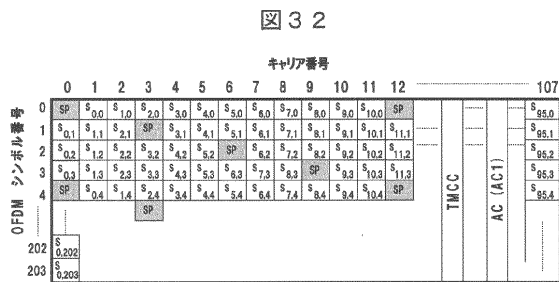 図32
キャリア番号
0 1 2 3 4 5 6 7 8 9 10 11 12 107
OFDM シンボル番号
0 SP S0,0 S1,0 S2,0 S3,0 S4,0 S5,0 S6,0 S7,0 S8,0 S9,0 S10,0 SP S95,0
1 S0,1 S1,1 S2,1 SP S3,1 S4,1 S5,1 S6,1 S7,1 S8,1 S9,1 S10,1 S11,1 S95,1
2 S0,2 S1,2 S2,2 S3,2 S4,2 S5,2 SP S6,2 S7,2 S8,2 S9,2 S10,2 S11,2 S95,2
3 S0,3 S1,3 S2,3 S3,3 S4,3 S5,3 S6,3 S7,3 S8,3 SP S9,3 S10,3 S11,3 S95,3
4 SP S0,4 S1,4 S2,4 S3,4 S4,4 S5,4 S6,4 S7,4 S8,4 S9,4 S10,4 SP S95,4
SP
TMCC
AC (AC1)
202 S0,202
203 S0,203